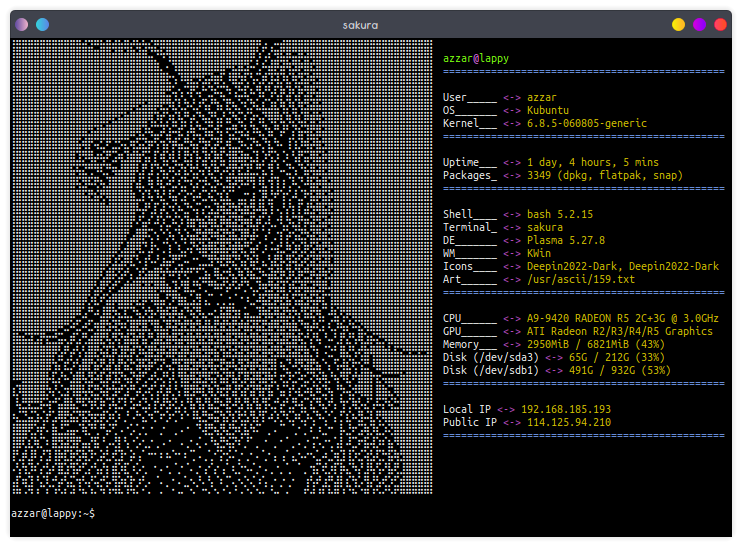 sakura
azzar@lappy
===============================================
User_____ <-> azzar
OS_______ <-> Kubuntu
Kernel___ <-> 6.8.5-060805-generic
===============================================
Uptime___ <-> 1 day, 4 hours, 5 mins
Packages_ <-> 3349 (dpkg, flatpak, snap)
===============================================
Shell____ <-> bash 5.2.15
Terminal_ <-> sakura
DE_______ <-> Plasma 5.27.8
WM_______ <-> KWin
Icons____ <-> Deepin2022-Dark, Deepin2022-Dark
Art______ <-> /usr/ascii/159.txt
===============================================
CPU______ <-> A9-9420 RADEON R5 2C+3G @ 3.0GHz
GPU______ <-> ATI Radeon R2/R3/R4/R5 Graphics
Memory___ <-> 2950MiB / 6821MiB (43%)
Disk (/dev/sda3) <-> 65G / 212G (33%)
Disk (/dev/sdb1) <-> 491G / 932G (53%)
===============================================
Local IP <-> 192.168.185.193
Public IP <-> 114.125.94.210
===============================================
azzar@lappy:~$